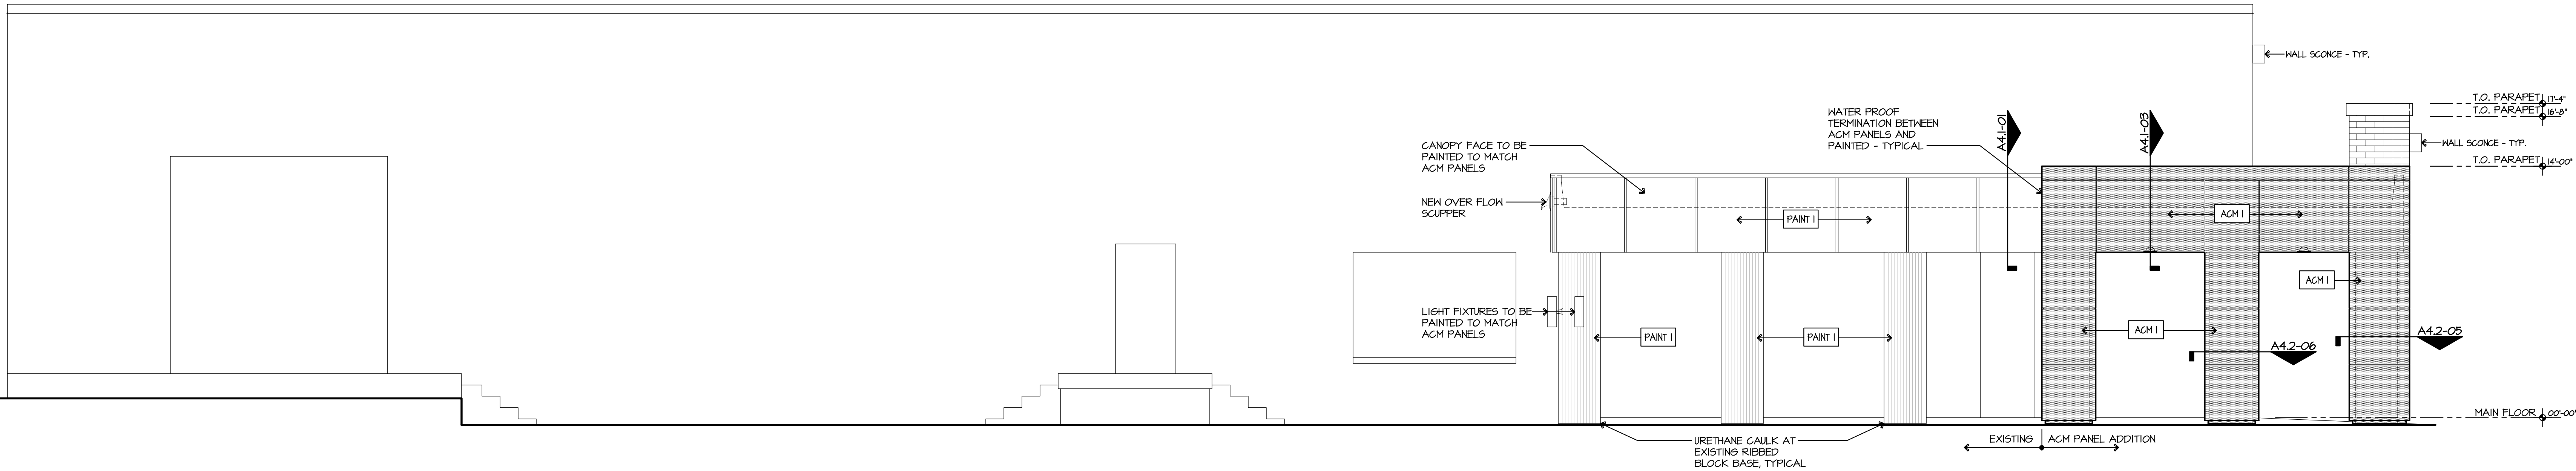 WALL SCONCE - TYP.
T.O. PARAPET 17'-4"
T.O. PARAPET 16'-8"
WALL SCONCE - TYP.
T.O. PARAPET 14'-00"
WATER PROOF
TERMINATION BETWEEN
ACM PANELS AND
PAINTED - TYPICAL
A4.1-01
A4.1-03
CANOPY FACE TO BE
PAINTED TO MATCH
ACM PANELS
NEW OVER FLOW
SCUPPER
PAINT 1
ACM 1
ACM 1
LIGHT FIXTURES TO BE
PAINTED TO MATCH
ACM PANELS
PAINT 1
PAINT 1
ACM 1
A4.2-05
A4.2-06
MAIN FLOOR 00'-00"
URETHANE CAULK AT
EXISTING RIBBED
BLOCK BASE, TYPICAL
EXISTING
ACM PANEL ADDITION